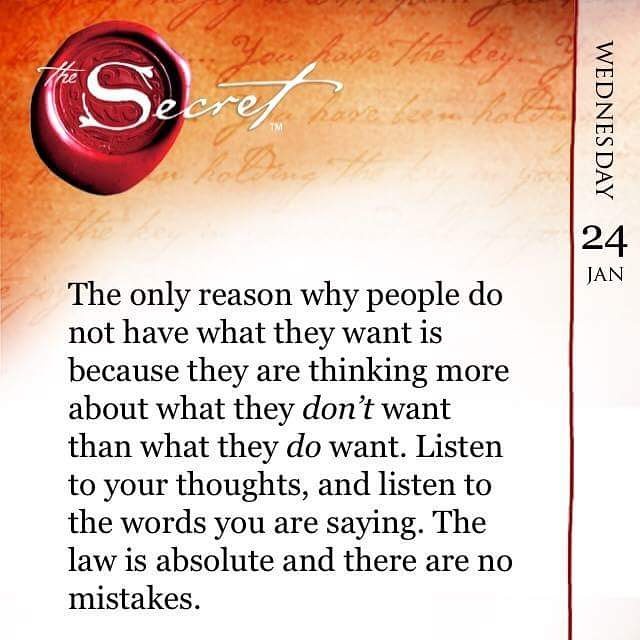 the Secret™
The only reason why people do
not have what they want is
because they are thinking more
about what they don't want
than what they do want. Listen
to your thoughts, and listen to
the words you are saying. The
law is absolute and there are no
mistakes.
WEDNESDAY
24
JAN